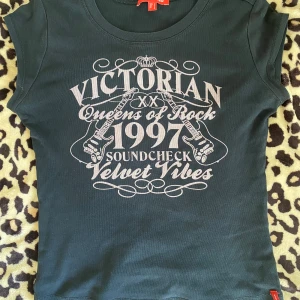 VICTORIAN
XX
Queens of Rock
1997
SOUNDCHECK
Velvet Vibes